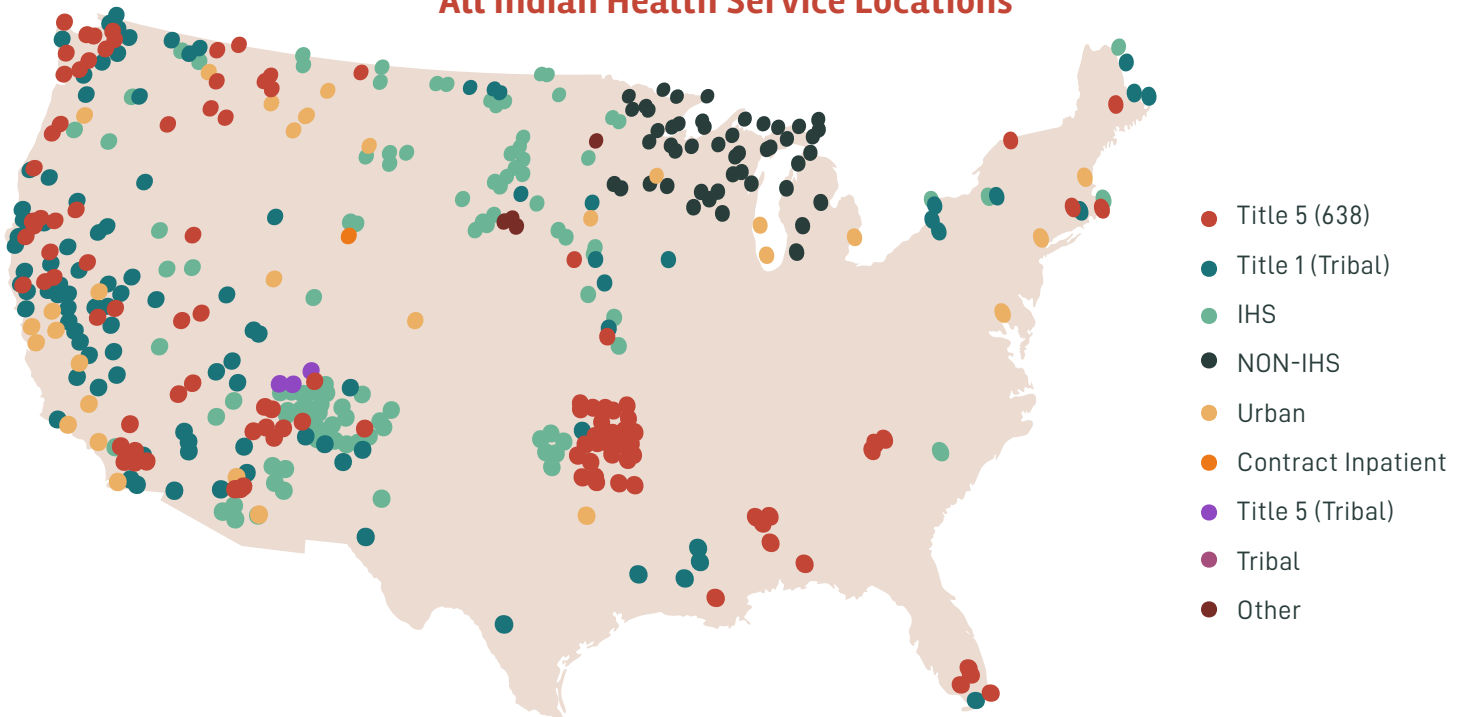 All Indian Health Service Locations
Title 5 (638)
Title 1 (Tribal)
IHS
NON-IHS
Urban
Contract Inpatient
Title 5 (Tribal)
Tribal
Other